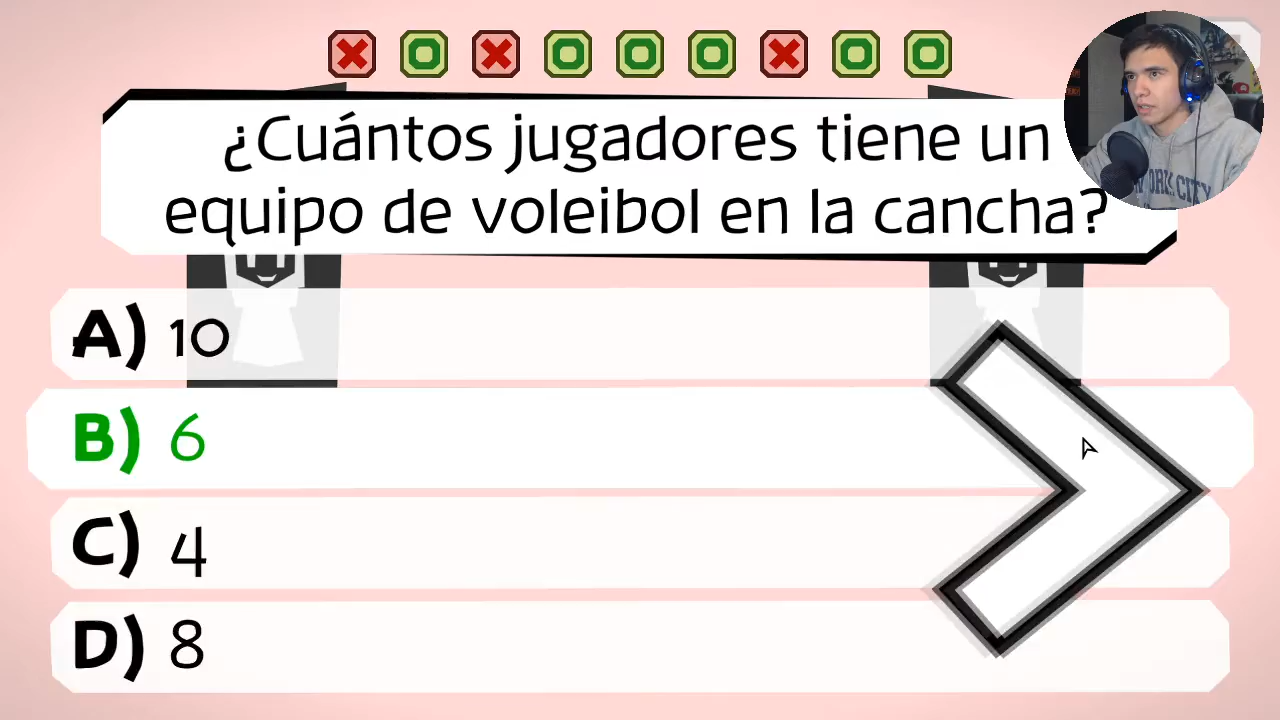 ¿Cuántos jugadores tiene un
equipo de voleibol en la cancha?
A) 10
B) 6
C) 4
D) 8